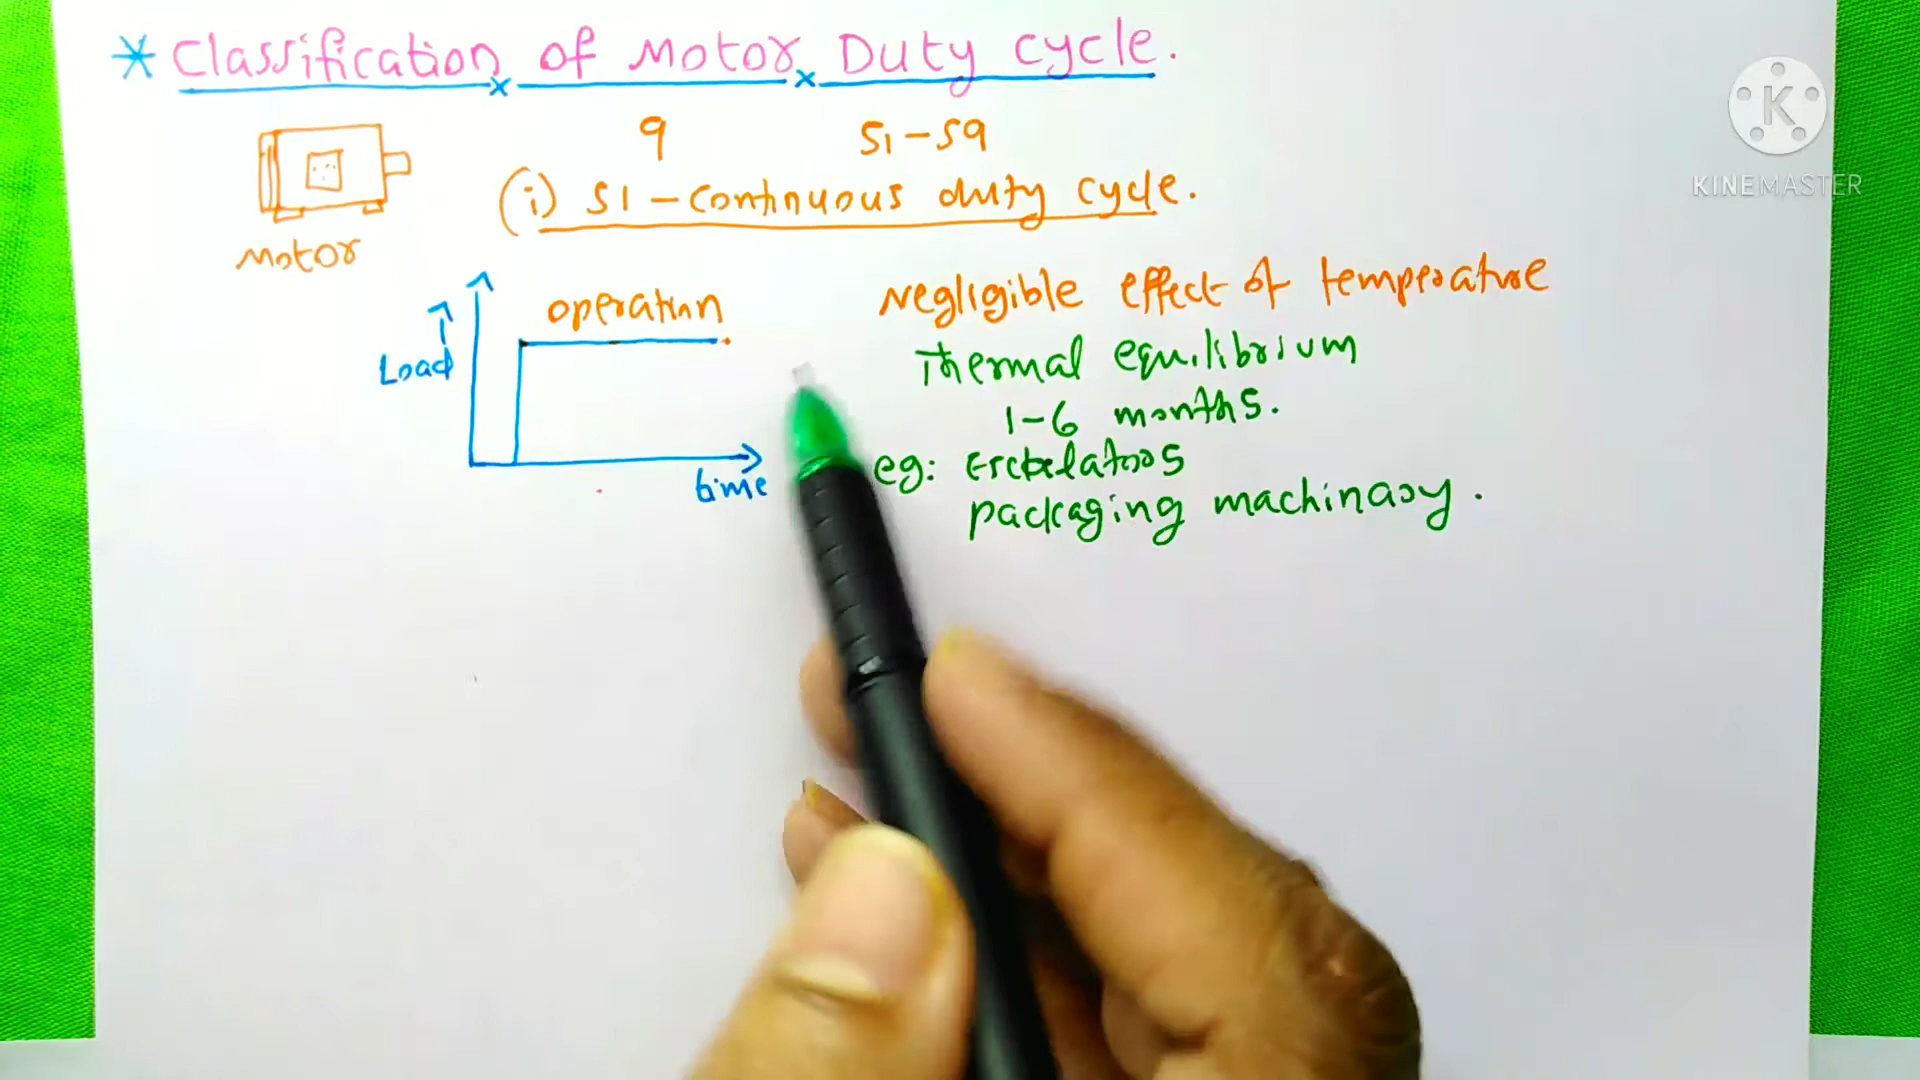 * Classification of Motor Duty cycle.
9 S1-S9
(i) S1 - continuous duty cycle.
Motor
Load
operation
time
Negligible effect of temperature
Thermal equilibrium
1-6 months.
eg:
packaging machinary.
K
KINEMASTER